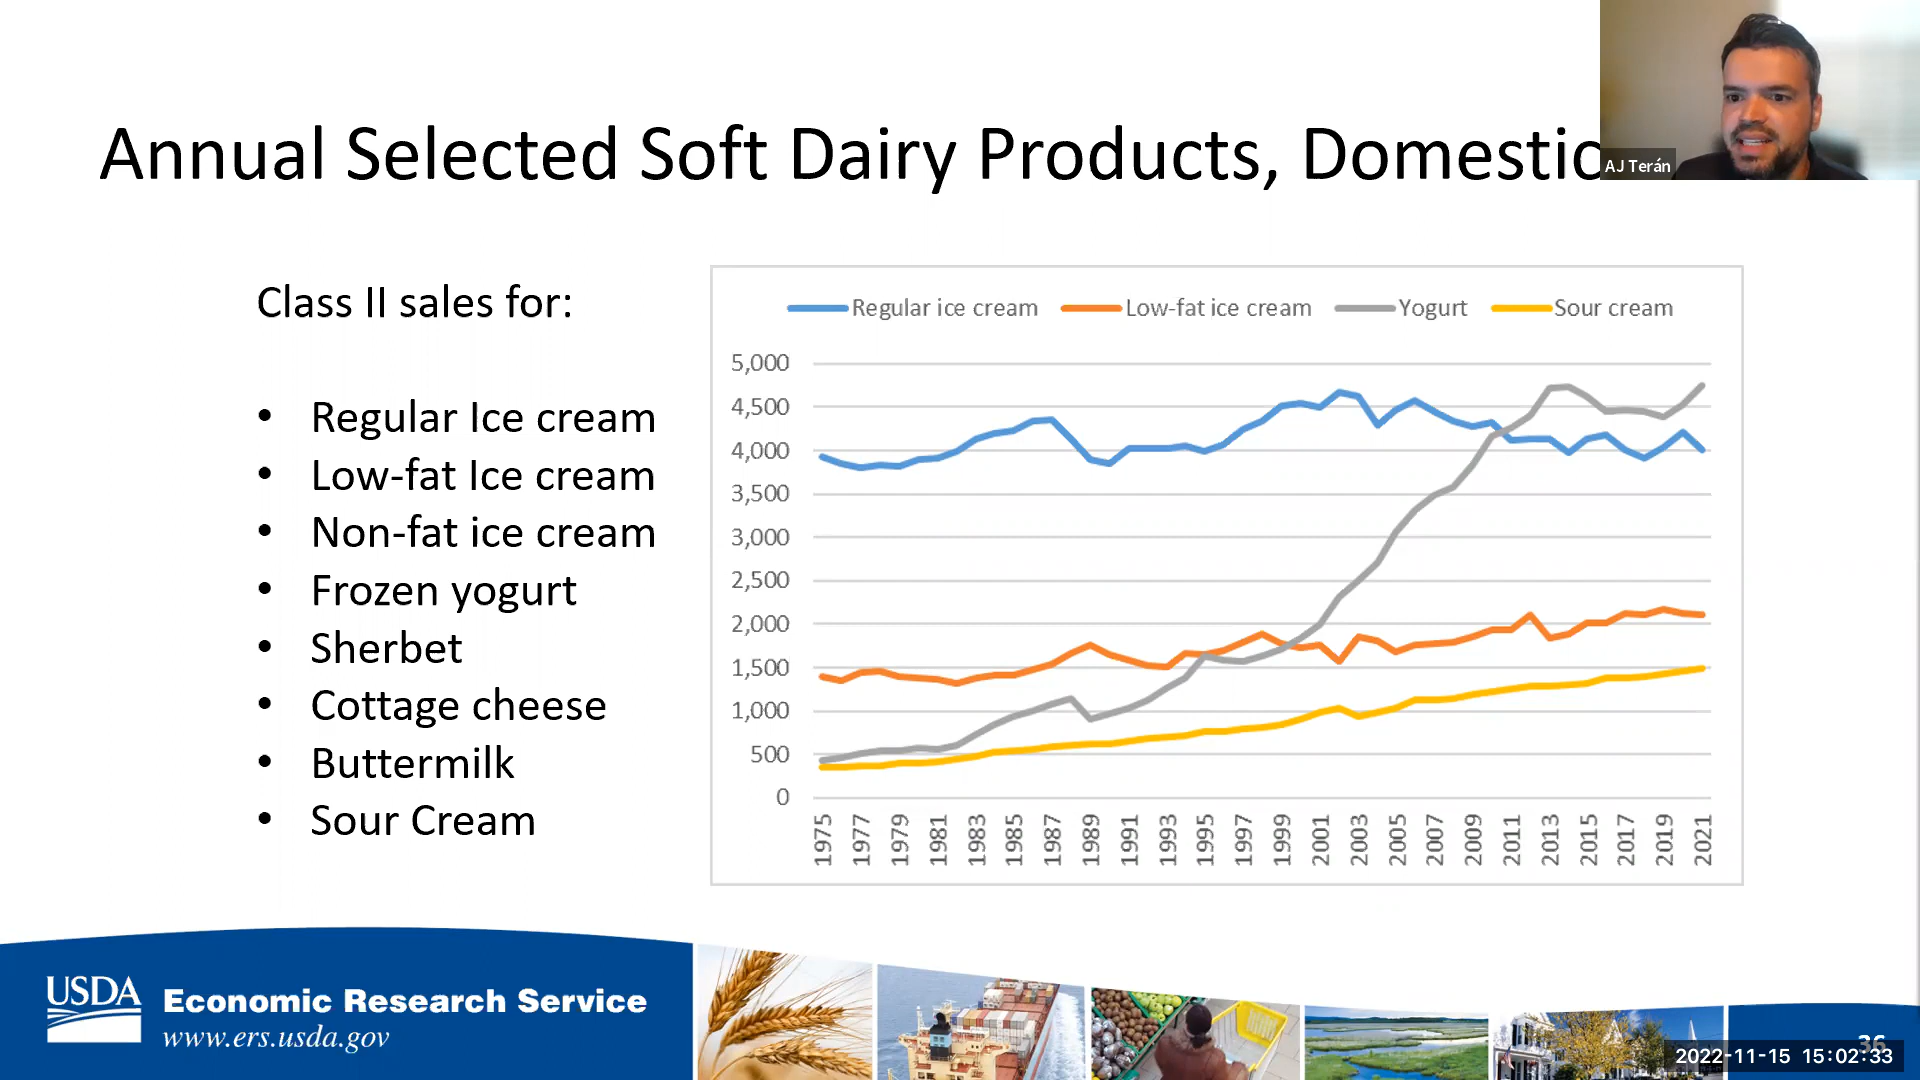 Annual Selected Soft Dairy Products, Domestic
AJ Terán
Class II sales for:
• Regular Ice cream
• Low-fat Ice cream
• Non-fat ice cream
• Frozen yogurt
• Sherbet
• Cottage cheese
• Buttermilk
• Sour Cream
Regular ice cream Low-fat ice cream Yogurt Sour cream
5,000
4,500
4,000
3,500
3,000
2,500
2,000
1,500
1,000
500
0
1975 1977 1979 1981 1983 1985 1987 1989 1991 1993 1995 1997 1999 2001 2003 2005 2007 2009 2011 2013 2015 2017 2019 2021
USDA
Economic Research Service
www.ers.usda.gov
36
2022-11-15 15:02:33